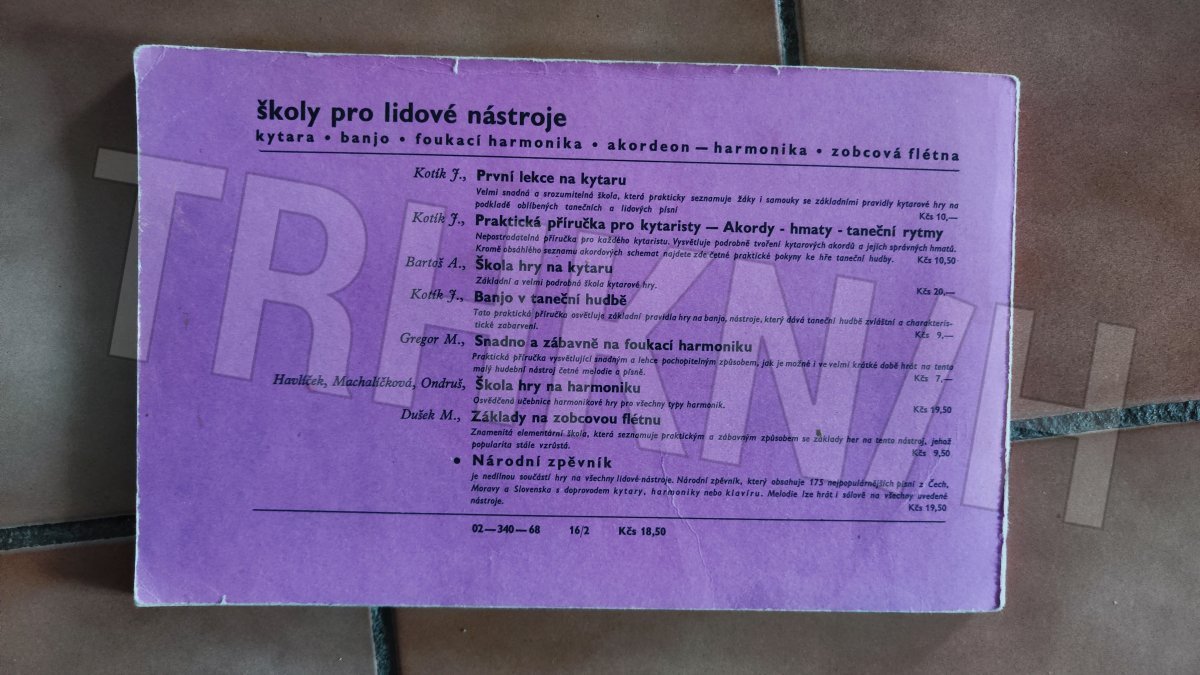 školy pro lidové nástroje
kytara • banjo • foukací harmonika • akordeon — harmonika • zobcová flétna
Kotík J., První lekce na kytaru
Velmi snadná a srozumitelná škola, která prakticky seznamuje žáky i samouky se základními pravidly kytarové hry na
podkladě oblíbených tanečních a lidových písní Kčs 10,—
Kotík J., Praktická příručka pro kytaristy — Akordy - hmaty - taneční rytmy
Nepostradatelná příručka pro každého kytaristu. Vysvětluje podrobně tvoření kytarových akordů a jejich správných hmatů.
Kromě obsáhlého seznamu akordových schemat najdete zde četné praktické pokyny ke hře taneční hudby. Kčs 10,50
Bartoš A., Škola hry na kytaru
Základní a velmi podrobná škola kytarové hry. Kčs 20,—
Kotík J., Banjo v taneční hudbě
Tato praktická příručka osvětluje základní pravidla hry na banjo, nástroje, který dává taneční hudbě zvláštní a charakteris-
tické zabarvení. Kčs 9,—
Gregor M., Snadno a zábavně na foukací harmoniku
Praktická příručka vysvětlující snadným a lehce pochopitelným způsobem, jak je možné i ve velmi krátké době hrát na tento
malý hudební nástroj četné melodie a písně. Kčs 7,—
Havlíček, Machalíčková, Ondruš, Škola hry na harmoniku
Osvědčená učebnice harmonikové hry pro všechny typy harmonik. Kčs 19,50
Dušek M., Základy na zobcovou flétnu
Znamenitá elementární škola, která seznamuje praktickým a zábavným způsobem se základy her na tento nástroj, jehož
popularita stále vzrůstá. Kčs 9,50
• Národní zpěvník
je nedílnou součástí hry na všechny lidové nástroje. Národní zpěvník, který obsahuje 175 nejpopulárnějších písní z Čech,
Moravy a Slovenska s doprovodem kytary, harmoniky nebo klavíru. Melodie lze hrát i sólově na všechny uvedené
nástroje. Kčs 19,50
02—340—68 16/2 Kčs 18,50